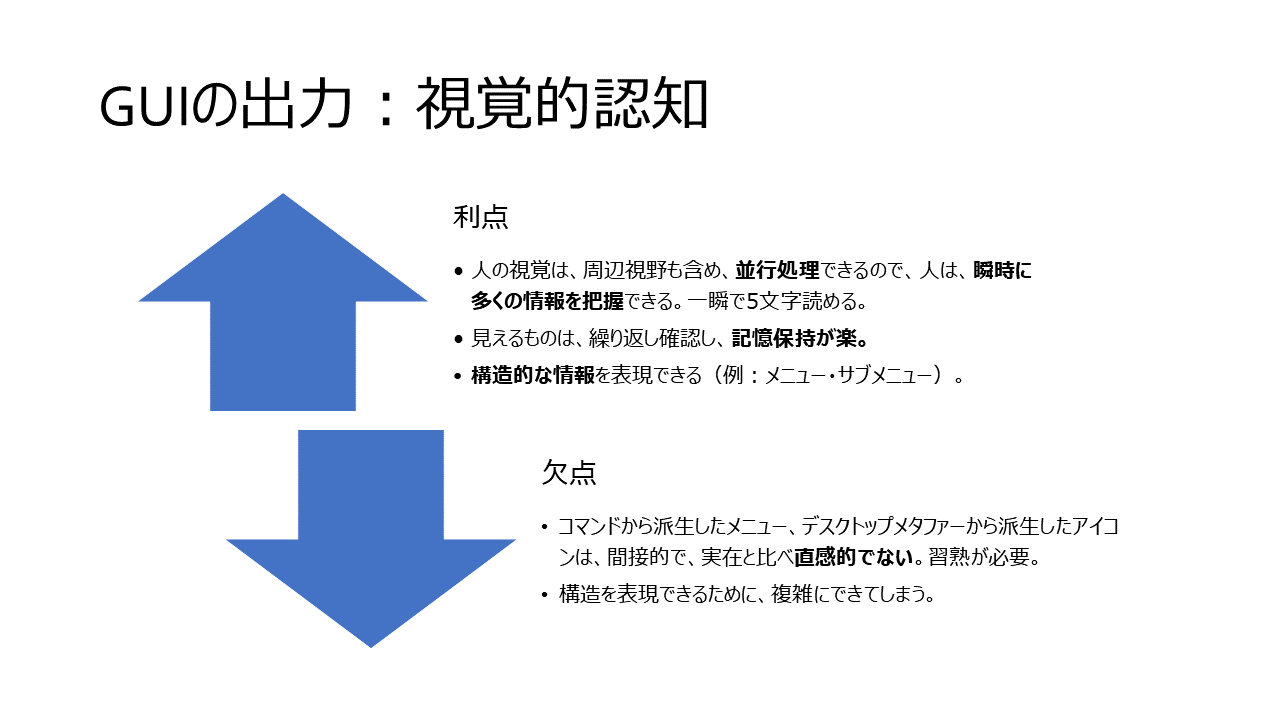 GUIの出力：視覚的認知
利点
• 人の視覚は、周辺視野も含め、並行処理できるので、人は、瞬時に
多くの情報を把握できる。一瞬で5文字読める。
• 見えるものは、繰り返し確認し、記憶保持が楽。
• 構造的な情報を表現できる（例：メニュー・サブメニュー）。
欠点
• コマンドから派生したメニュー、デスクトップメタファーから派生したアイコ
ンは、間接的で、実在と比べ直感的でない。習熟が必要。
• 構造を表現できるために、複雑にできてしまう。